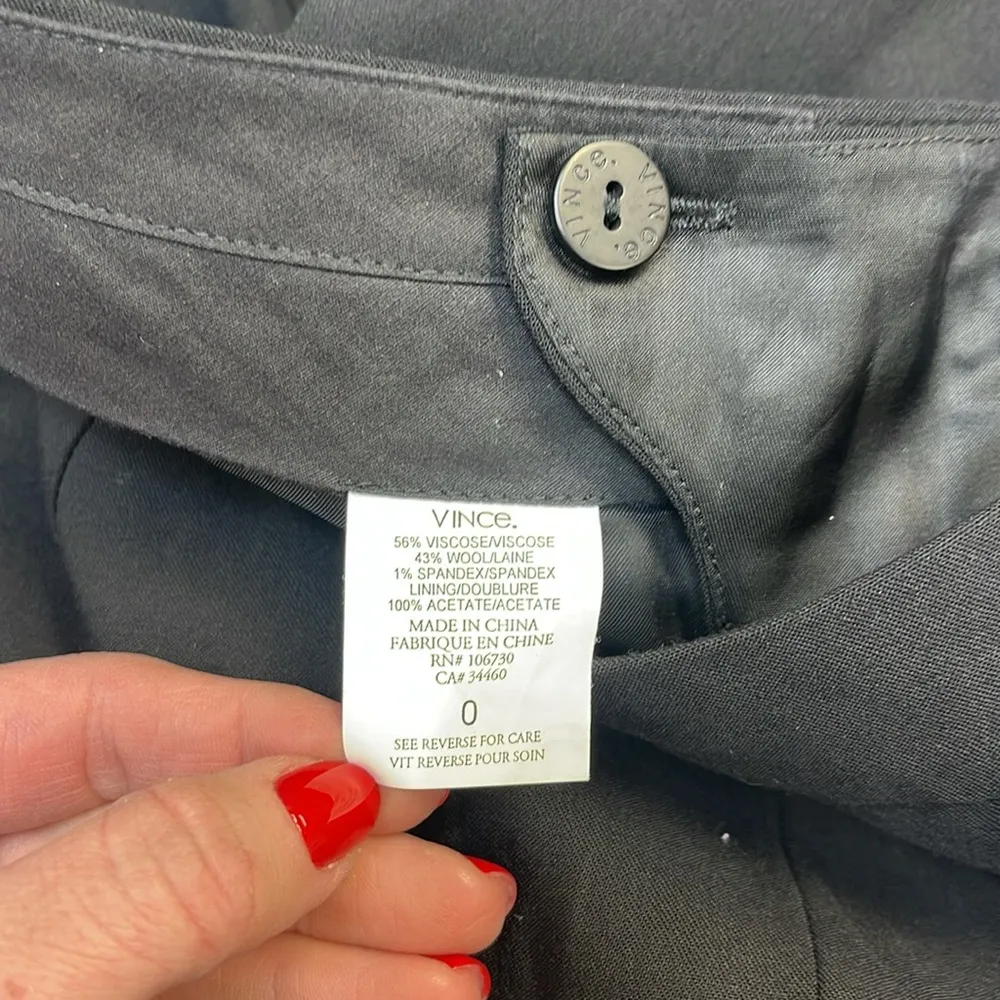 VINCE. VINCE.
VINCE.
56% VISCOSE/VISCOSE
43% WOOL/LAINE
1% SPANDEX/SPANDEX
LINING/DOUBLURE
100% ACETATE/ACETATE
MADE IN CHINA
FABRIQUE EN CHINE
RN# 106730
CA# 34460
0
SEE REVERSE FOR CARE
VIT REVERSE POUR SOIN